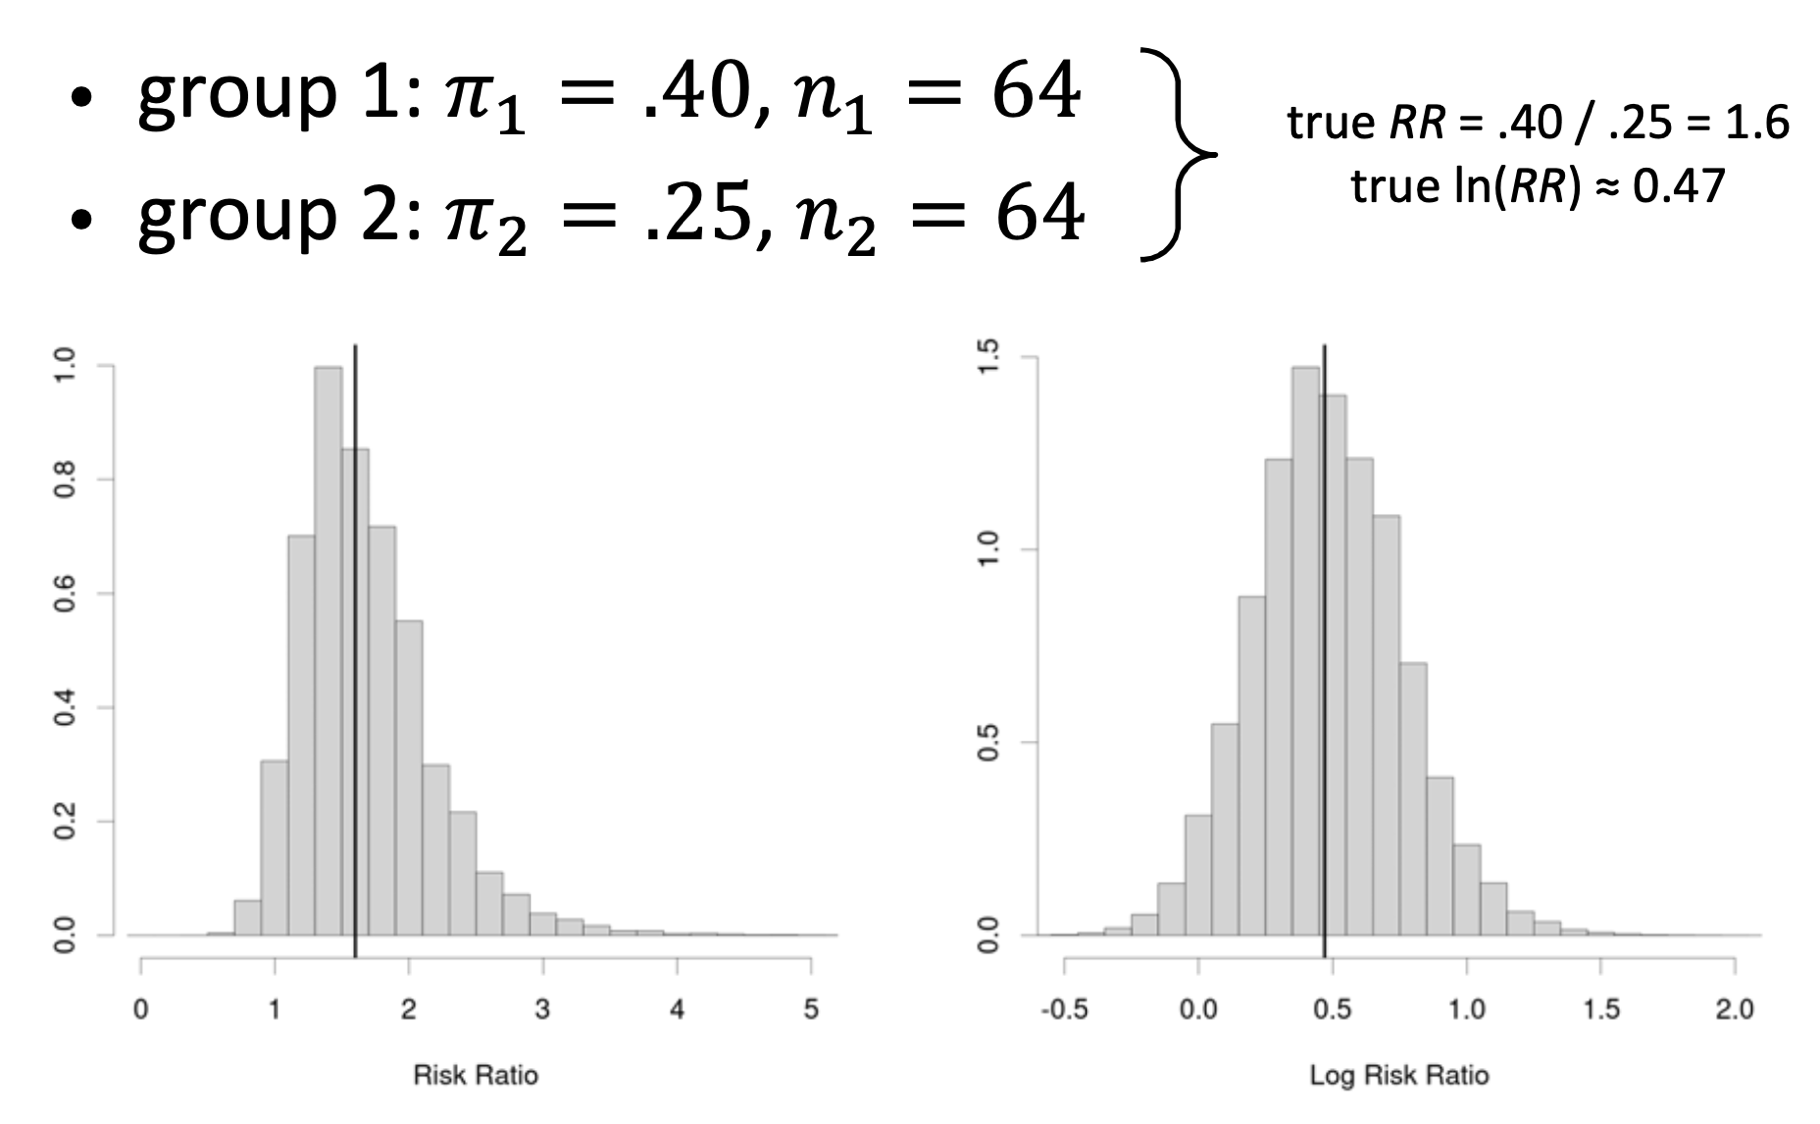 • group 1: π₁ = .40, n₁ = 64
• group 2: π₂ = .25, n₂ = 64
true RR = .40 / .25 = 1.6
true ln(RR) ≈ 0.47
1.0
0.8
0.6
0.4
0.2
0.0
0 1 2 3 4 5
Risk Ratio
1.5
1.0
0.5
0.0
-0.5 0.0 0.5 1.0 1.5 2.0
Log Risk Ratio